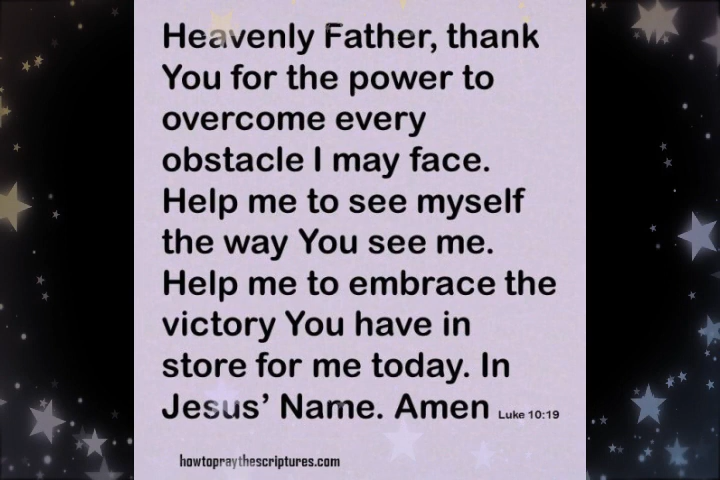 Heavenly Father, thank
You for the power to
overcome every
obstacle I may face.
Help me to see myself
the way You see me.
Help me to embrace the
victory You have in
store for me today. In
Jesus’ Name. Amen Luke 10:19
howtopraythescriptures.com